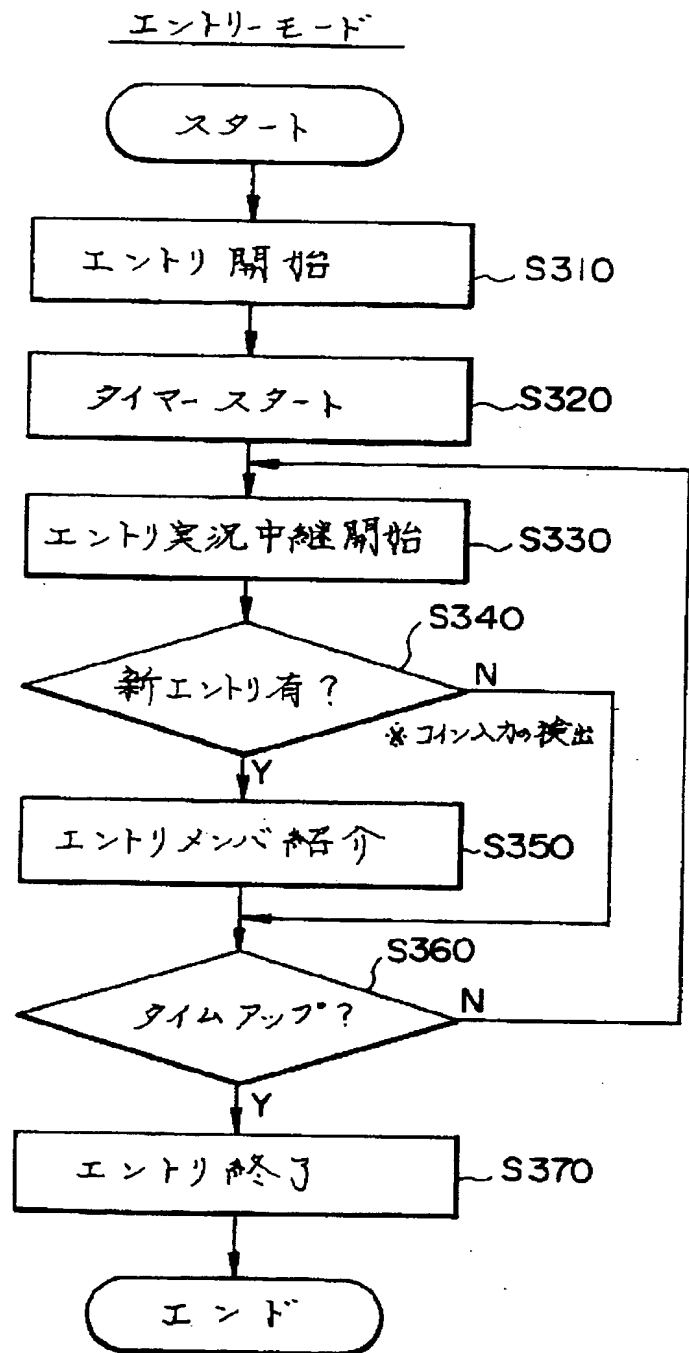 エントリーモード
スタート
エントリ開始
S310
タイマースタート
S320
エントリ実況中継開始
S330
S340
新エントリ有?
N
※コイン入力の検出
Y
エントリメンバ紹介
S350
S360
タイムアップ?
N
Y
エントリ終了
S370
エンド